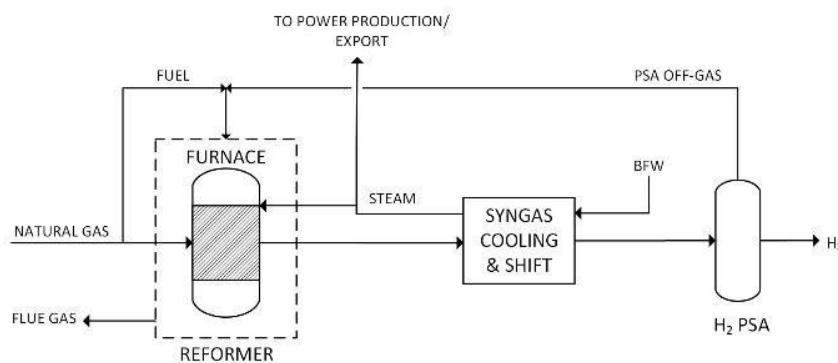 TO POWER PRODUCTION/
EXPORT
FUEL
PSA OFF-GAS
FURNACE
BFW
STEAM
SYNGAS
COOLING
& SHIFT
NATURAL GAS
H
FLUE GAS
H₂ PSA
REFORMER